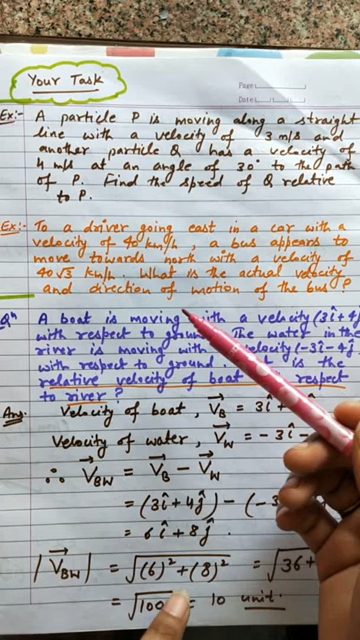 Your Task
Page:
Date:
Ex:- A particle P is moving along a straight
line with a velocity of 3 m/s and
another particle Q has a velocity of
4 m/s at an angle of 30° to the path
of P. Find the speed of Q relative
to P.
Ex:- To a driver going east in a car with a
velocity of 40 km/h, a bus appears to
move towards north with a velocity of
40√3 km/h. What is the actual velocity
and direction of motion of the bus?
Qn A boat is moving with a velocity (3î + 4
with respect to ground. The water in the
river is moving with velocity (-3î - 4ĵ
with respect to ground is the
relative velocity of boat respect
to river?
Ans: Velocity of boat, V⃗B = 3î
Velocity of water, V⃗W = -3î -
∴ V⃗BW = V⃗B - V⃗W
= (3î + 4ĵ) - (-3
= 6î + 8ĵ.
|V⃗BW| = √(6)² + (8)² = √36 +
= √100 = 10 unit.